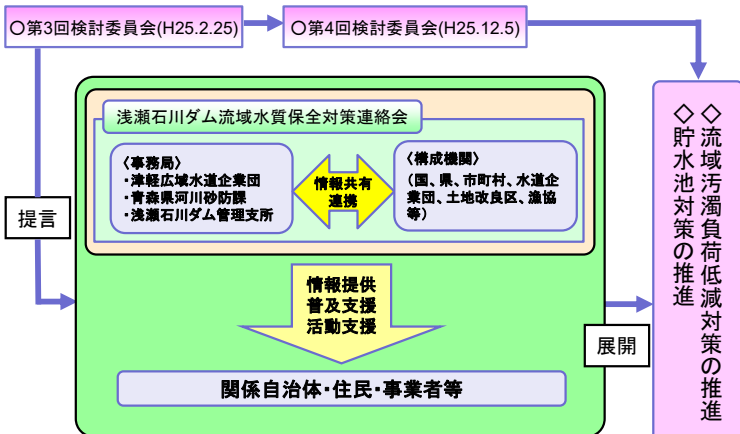 〇第3回検討委員会(H25.2.25)
〇第4回検討委員会(H25.12.5)
浅瀬石川ダム流域水質保全対策連絡会
〈事務局〉
・津軽広域水道企業団
・青森県河川砂防課
・浅瀬石川ダム管理支所
情報共有
連携
〈構成機関〉
(国、県、市町村、水道企
業団、土地改良区、漁協
等)
提言
情報提供
普及支援
活動支援
関係自治体・住民・事業者等
展開
◇流域汚濁負荷低減対策の推進
◇貯水池対策の推進